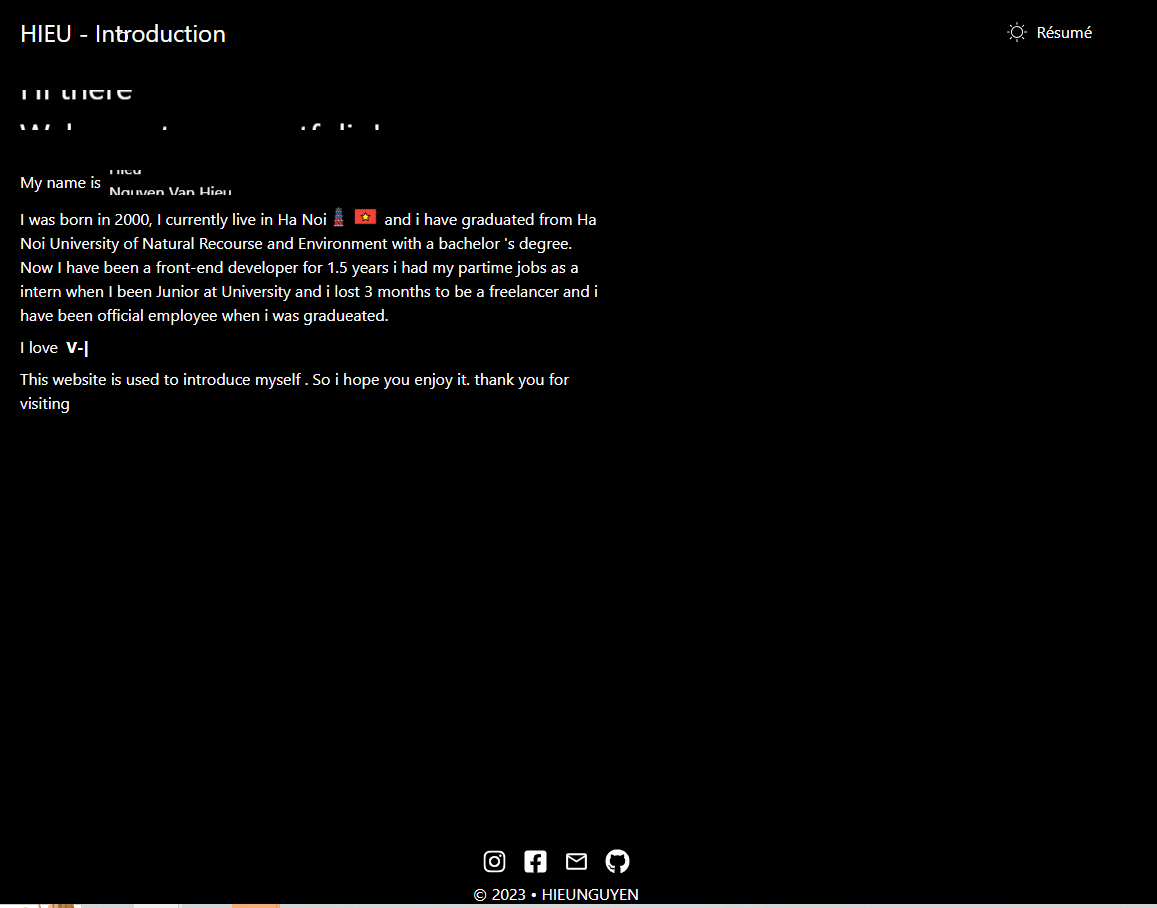 HIEU - Introduction
Résumé
Hi there
My name is
Hieu
Nguyen Van Hieu
I was born in 2000, I currently live in Ha Noi and i have graduated from Ha
Noi University of Natural Recourse and Environment with a bachelor 's degree.
Now I have been a front-end developer for 1.5 years i had my partime jobs as a
intern when I been Junior at University and i lost 3 months to be a freelancer and i
have been official employee when i was gradueated.
I love V-|
This website is used to introduce myself . So i hope you enjoy it. thank you for
visiting
© 2023 • HIEUNGUYEN